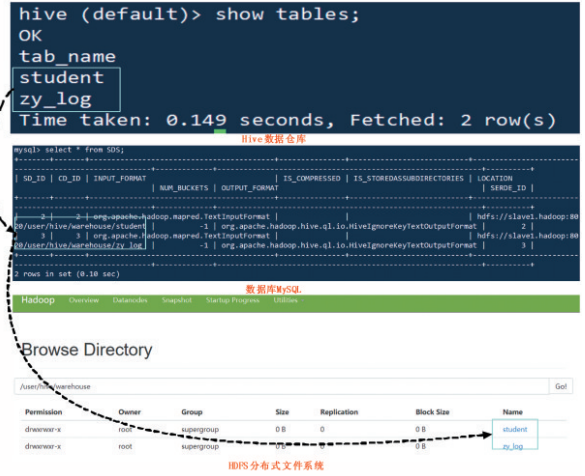 hive (default)> show tables;
OK
tab_name
student
zy_log
Time taken: 0.149 seconds, Fetched: 2 row(s)
Hive数据仓库
mysql> select * from SDS;
| SD_ID | CD_ID | INPUT_FORMAT | IS_COMPRESSED | IS_STOREDASSUBDIRECTORIES | LOCATION
| NUM_BUCKETS | OUTPUT_FORMAT | SERDE_ID |
| 2 | 2 | org.apache.hadoop.mapred.TextInputFormat | | | hdfs://slave1.hadoop:80
20/user/hive/warehouse/student | -1 | org.apache.hadoop.hive.ql.io.HiveIgnoreKeyTextOutputFormat | 2 |
| 3 | 3 | org.apache.hadoop.mapred.TextInputFormat | | | hdfs://slave1.hadoop:80
20/user/hive/warehouse/zy_log | -1 | org.apache.hadoop.hive.ql.io.HiveIgnoreKeyTextOutputFormat | 3 |
2 rows in set (0.10 sec)
数据库MySQL
Hadoop Overview Datanodes Snapshot Startup Progress Utilities
Browse Directory
/user/hive/warehouse Go!
Permission Owner Group Size Replication Block Size Name
drwxrwxr-x root supergroup 0 B 0 0 B student
drwxrwxr-x root supergroup 0 B 0 0 B zy_log
HDFS分布式文件系统